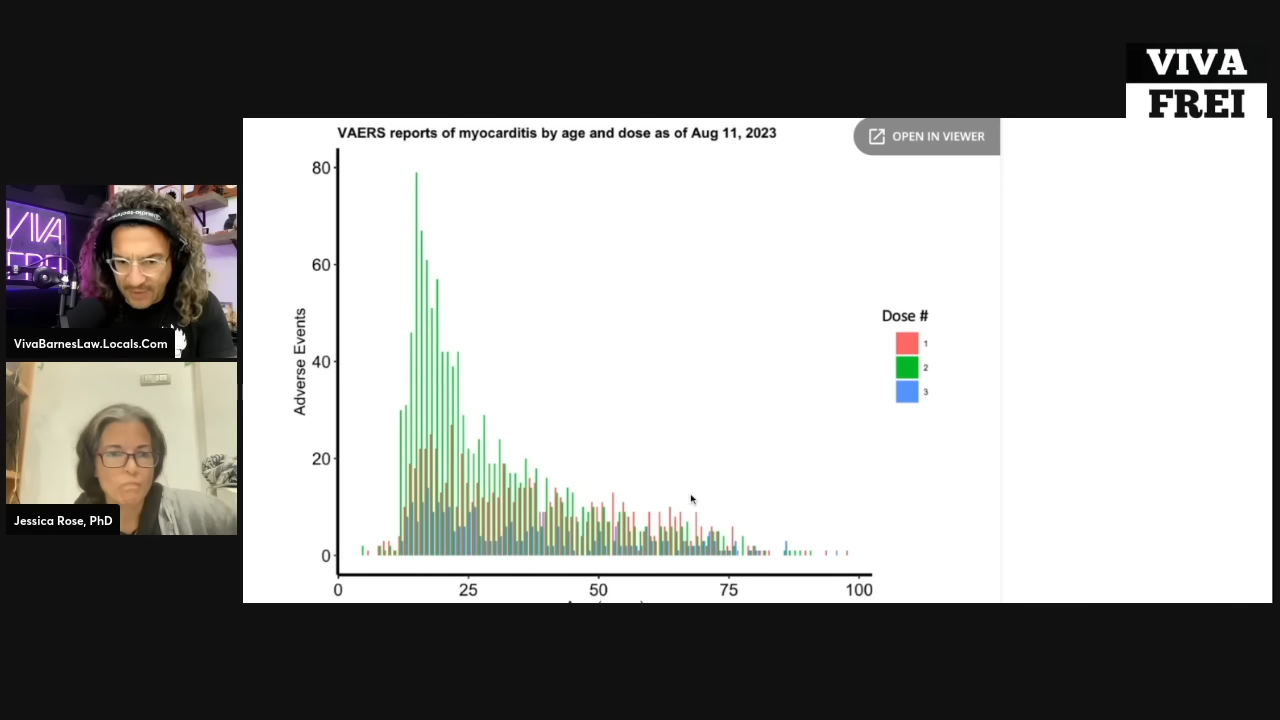 VIVA
FREI
VAERS reports of myocarditis by age and dose as of Aug 11, 2023
OPEN IN VIEWER
80
60
40
20
0
Adverse Events
0
25
50
75
100
Dose #
1
2
3
VIVA
FREI
VivaBarnesLaw.Locals.Com
Jessica Rose, PhD